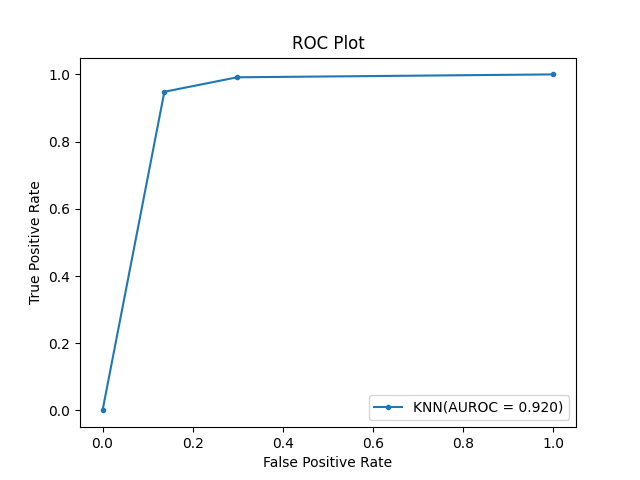 ROC Plot
True Positive Rate
1.0
0.8
0.6
0.4
0.2
0.0
KNN(AUROC = 0.920)
0.0 0.2 0.4 0.6 0.8 1.0
False Positive Rate